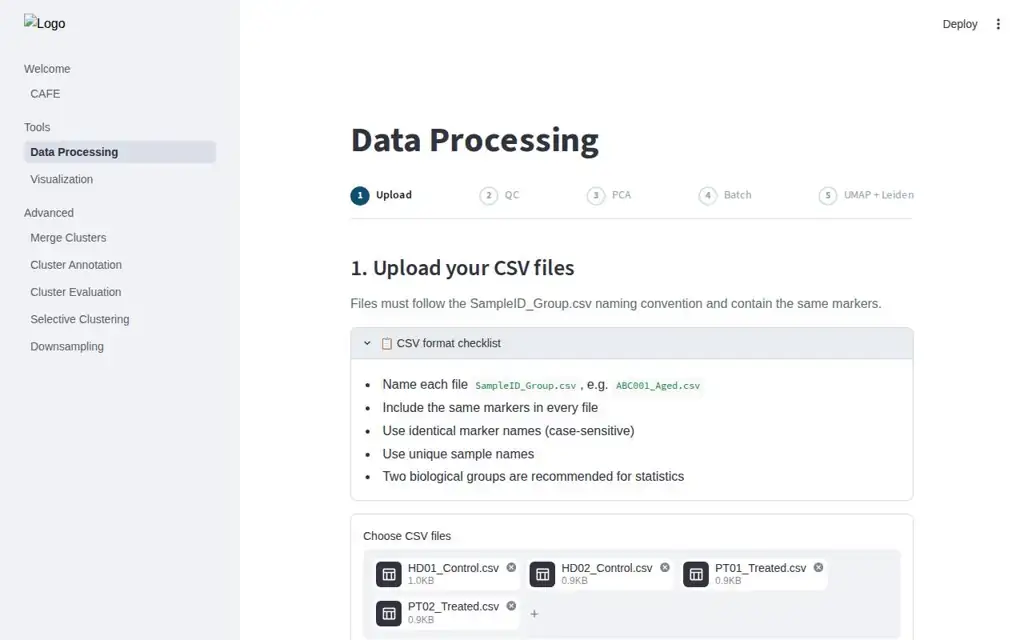 Logo
Deploy
Welcome
CAFE
Tools
Data Processing
Visualization
Advanced
Merge Clusters
Cluster Annotation
Cluster Evaluation
Selective Clustering
Downsampling
Data Processing
1 Upload
2 QC
3 PCA
4 Batch
5 UMAP + Leiden
1. Upload your CSV files
Files must follow the SampleID_Group.csv naming convention and contain the same markers.
CSV format checklist
• Name each file SampleID_Group.csv, e.g. ABC001_Aged.csv
• Include the same markers in every file
• Use identical marker names (case-sensitive)
• Use unique sample names
• Two biological groups are recommended for statistics
Choose CSV files
HD01_Control.csv
1.0KB
HD02_Control.csv
0.9KB
PT01_Treated.csv
0.9KB
PT02_Treated.csv
0.9KB
+